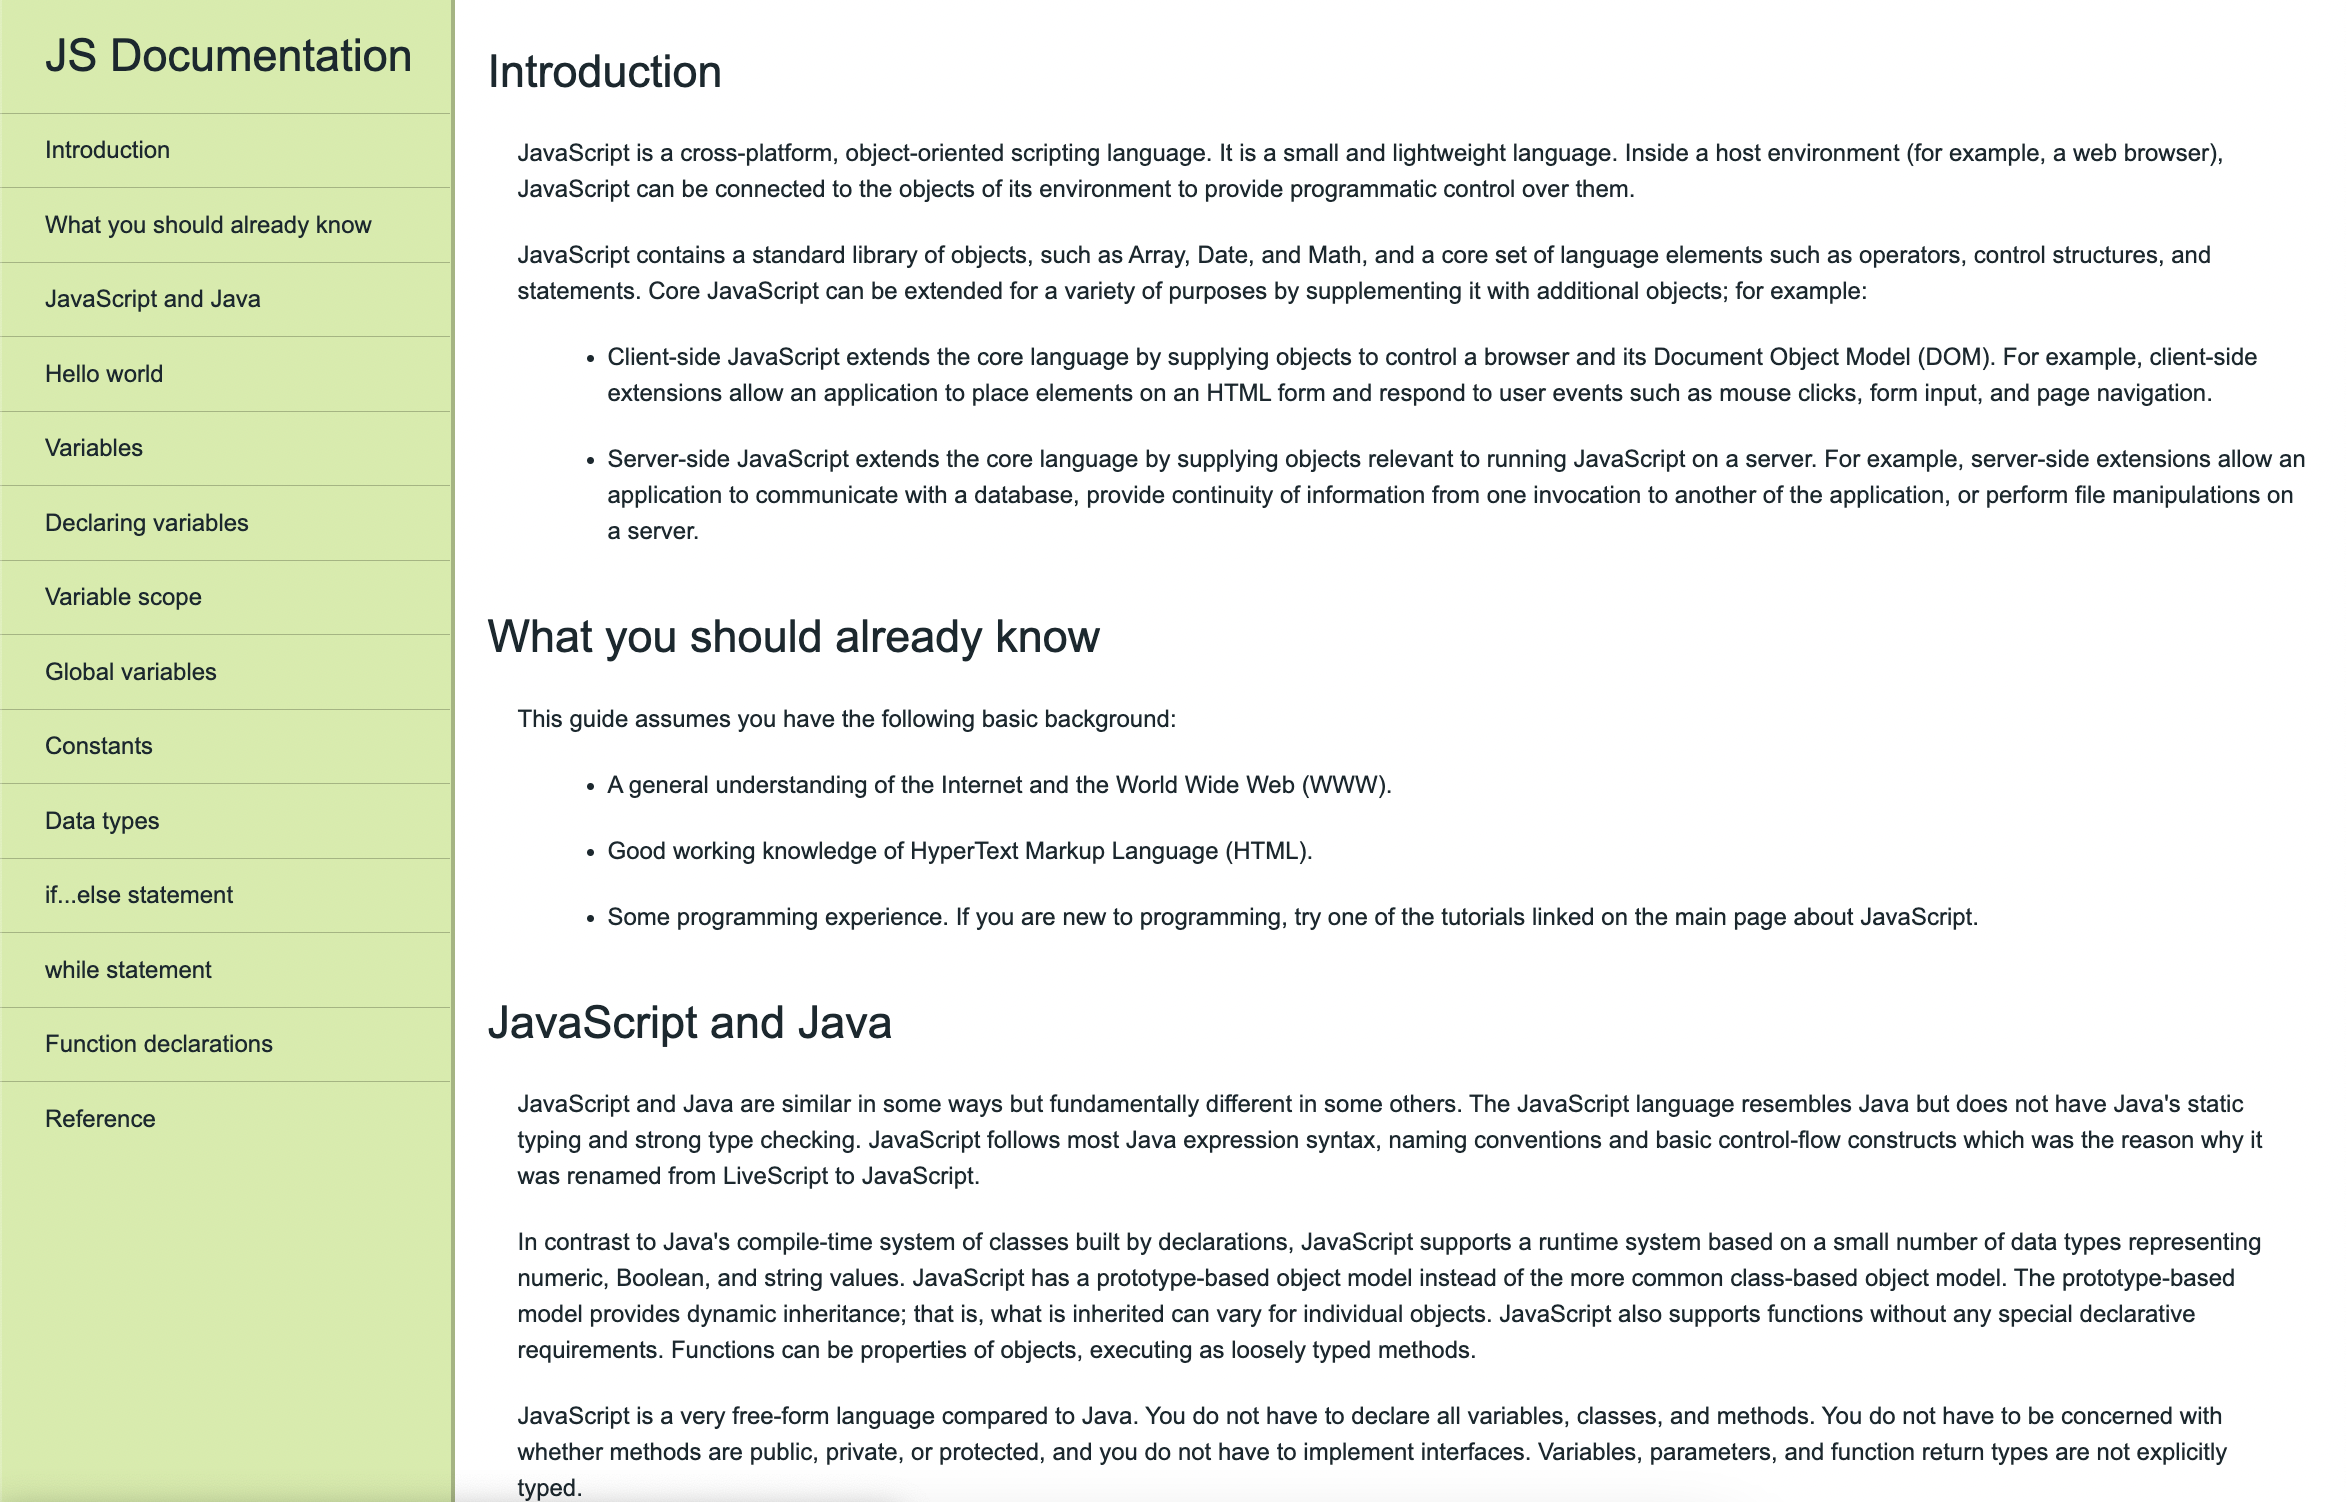 JS Documentation
Introduction
What you should already know
JavaScript and Java
Hello world
Variables
Declaring variables
Variable scope
Global variables
Constants
Data types
if...else statement
while statement
Function declarations
Reference
Introduction
JavaScript is a cross-platform, object-oriented scripting language. It is a small and lightweight language. Inside a host environment (for example, a web browser),
JavaScript can be connected to the objects of its environment to provide programmatic control over them.
JavaScript contains a standard library of objects, such as Array, Date, and Math, and a core set of language elements such as operators, control structures, and
statements. Core JavaScript can be extended for a variety of purposes by supplementing it with additional objects; for example:
• Client-side JavaScript extends the core language by supplying objects to control a browser and its Document Object Model (DOM). For example, client-side
extensions allow an application to place elements on an HTML form and respond to user events such as mouse clicks, form input, and page navigation.
• Server-side JavaScript extends the core language by supplying objects relevant to running JavaScript on a server. For example, server-side extensions allow an
application to communicate with a database, provide continuity of information from one invocation to another of the application, or perform file manipulations on
a server.
What you should already know
This guide assumes you have the following basic background:
• A general understanding of the Internet and the World Wide Web (WWW).
• Good working knowledge of HyperText Markup Language (HTML).
• Some programming experience. If you are new to programming, try one of the tutorials linked on the main page about JavaScript.
JavaScript and Java
JavaScript and Java are similar in some ways but fundamentally different in some others. The JavaScript language resembles Java but does not have Java's static
typing and strong type checking. JavaScript follows most Java expression syntax, naming conventions and basic control-flow constructs which was the reason why it
was renamed from LiveScript to JavaScript.
In contrast to Java's compile-time system of classes built by declarations, JavaScript supports a runtime system based on a small number of data types representing
numeric, Boolean, and string values. JavaScript has a prototype-based object model instead of the more common class-based object model. The prototype-based
model provides dynamic inheritance; that is, what is inherited can vary for individual objects. JavaScript also supports functions without any special declarative
requirements. Functions can be properties of objects, executing as loosely typed methods.
JavaScript is a very free-form language compared to Java. You do not have to declare all variables, classes, and methods. You do not have to be concerned with
whether methods are public, private, or protected, and you do not have to implement interfaces. Variables, parameters, and function return types are not explicitly
typed.